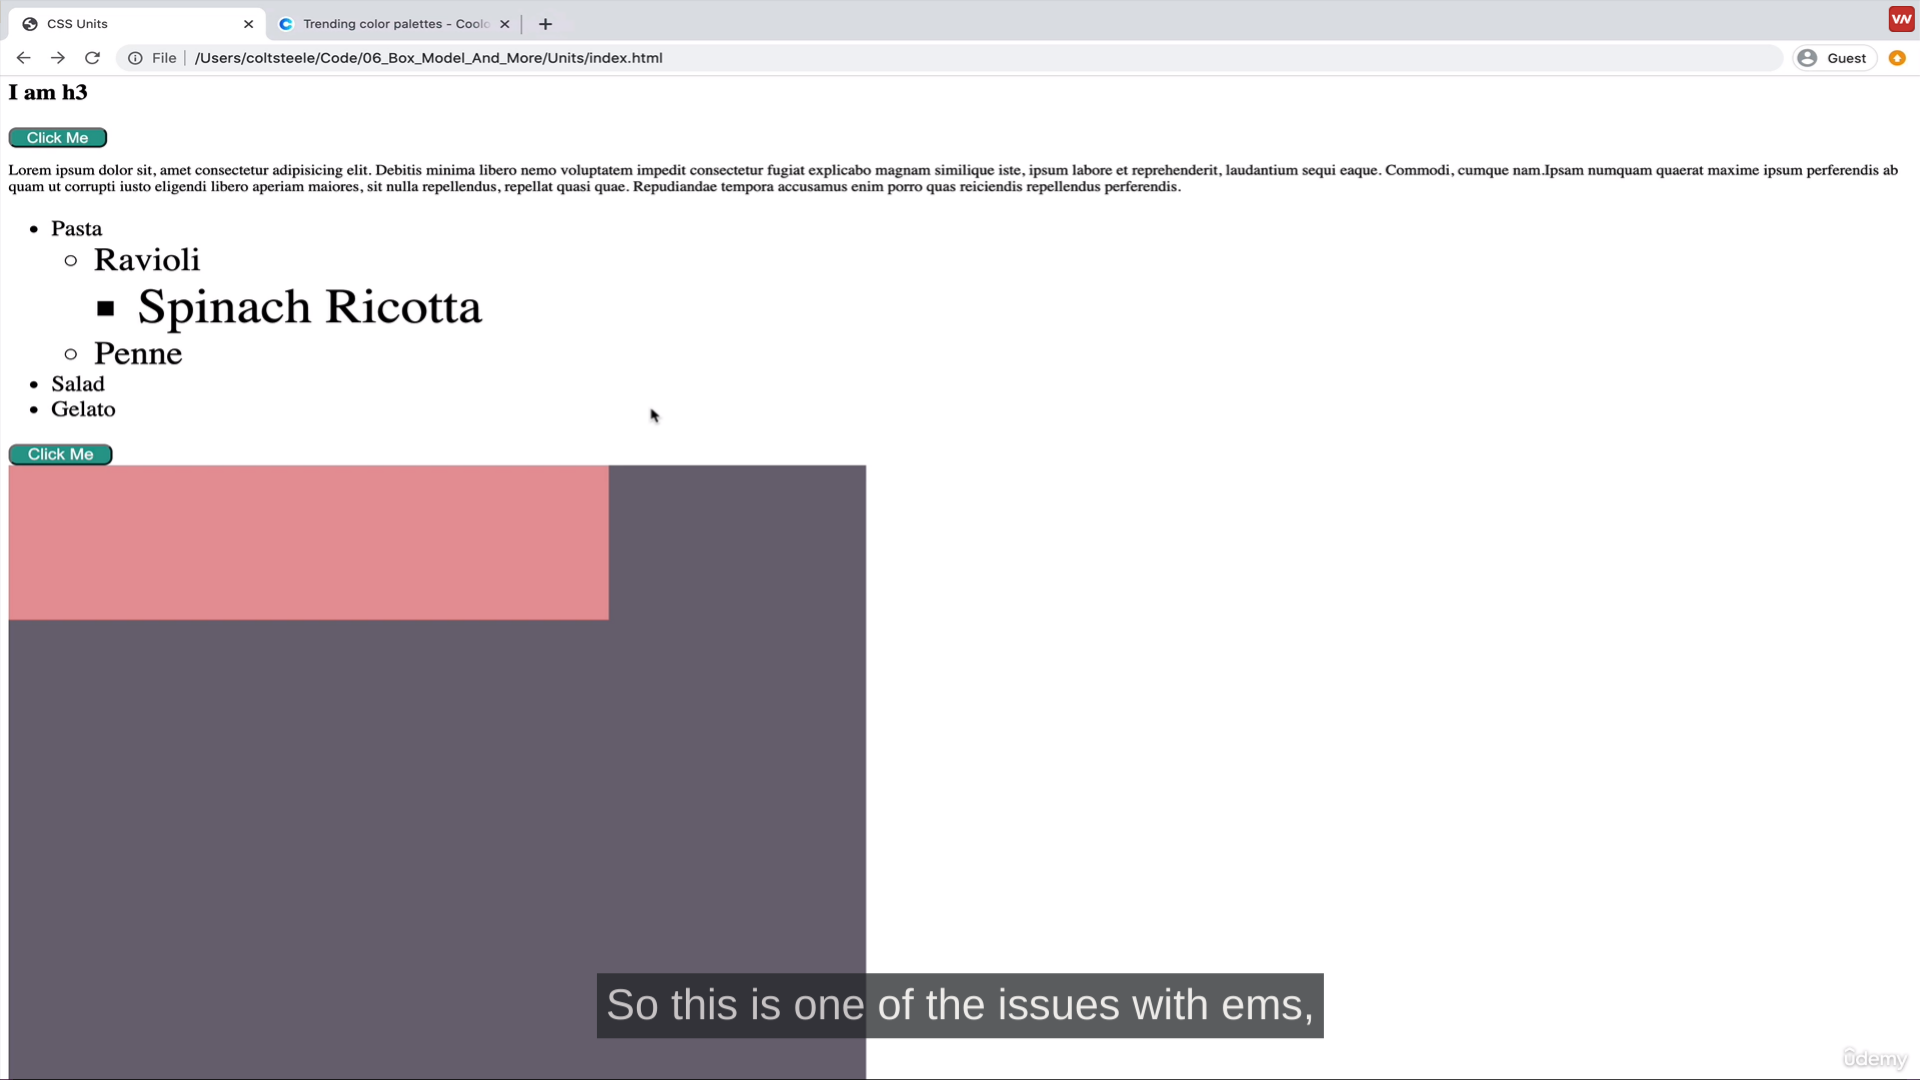 CSS Units
Trending color palettes - Coolo
File
/Users/coltsteele/Code/06_Box_Model_And_More/Units/index.html
Guest
I am h3
Click Me
Lorem ipsum dolor sit, amet consectetur adipisicing elit. Debitis minima libero nemo voluptatem impedit consectetur fugiat explicabo magnam similique iste, ipsum labore et reprehenderit, laudantium sequi eaque. Commodi, cumque nam.Ipsam numquam quaerat maxime ipsum perferendis ab
quam ut corrupti iusto eligendi libero aperiam maiores, sit nulla repellendus, repellat quasi quae. Repudiandae tempora accusamus enim porro quas reiciendis repellendus perferendis.
Pasta
Ravioli
Spinach Ricotta
Penne
Salad
Gelato
Click Me
So this is one of the issues with ems,
ûdemy